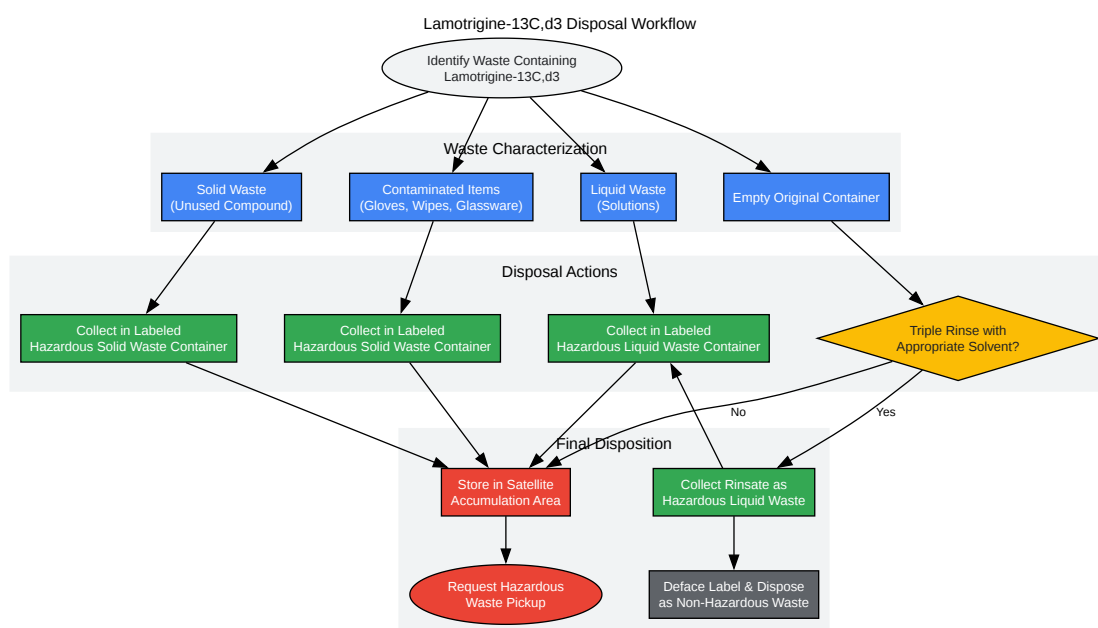 Lamotrigine-13C,d3 Disposal Workflow
Identify Waste Containing
Lamotrigine-13C,d3
Waste Characterization
Solid Waste
(Unused Compound)
Contaminated Items
(Gloves, Wipes, Glassware)
Liquid Waste
(Solutions)
Empty Original Container
Disposal Actions
Collect in Labeled
Hazardous Solid Waste Container
Collect in Labeled
Hazardous Solid Waste Container
Collect in Labeled
Hazardous Liquid Waste Container
Triple Rinse with
Appropriate Solvent?
No
Yes
Final Disposition
Store in Satellite
Accumulation Area
Collect Rinsate as
Hazardous Liquid Waste
Request Hazardous
Waste Pickup
Deface Label & Dispose
as Non-Hazardous Waste